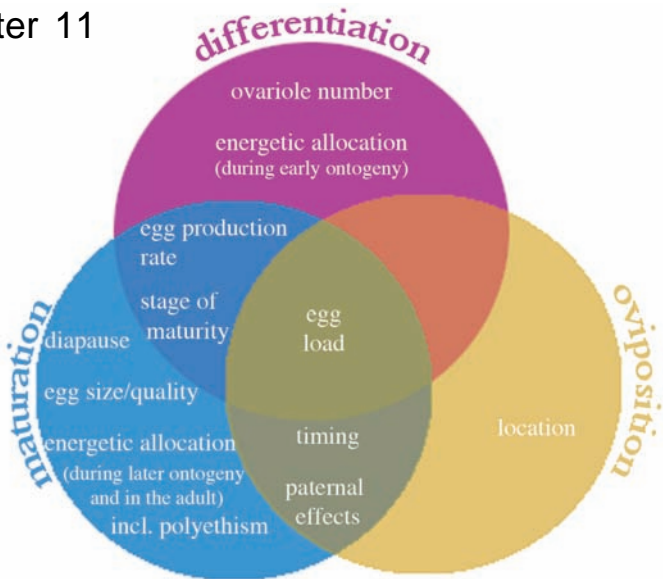 ter 11
differentiation
ovariole number
energetic allocation
(during early ontogeny)
egg production
rate
stage of
maturity
egg
load
maturation
diapause
egg size/quality
energetic allocation
(during later ontogeny
and in the adult)
incl. polyethism
timing
paternal
effects
location
oviposition